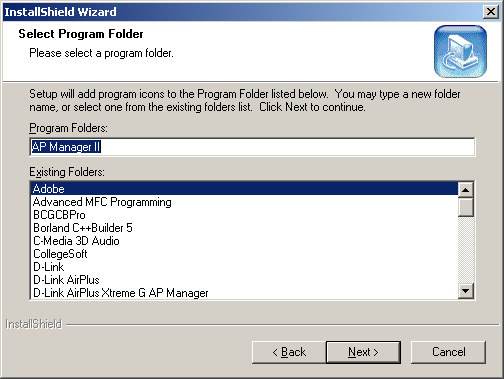 InstallShield Wizard
Select Program Folder
Please select a program folder.
Setup will add program icons to the Program Folder listed below. You may type a new folder
name, or select one from the existing folders list. Click Next to continue.
Program Folders:
AP Manager II
Existing Folders:
Adobe
Advanced MFC Programming
BCGCBPro
Borland C++Builder 5
C-Media 3D Audio
CollegeSoft
D-Link
D-Link AirPlus
D-Link AirPlus Xtreme G AP Manager
InstallShield
< Back
Next >
Cancel